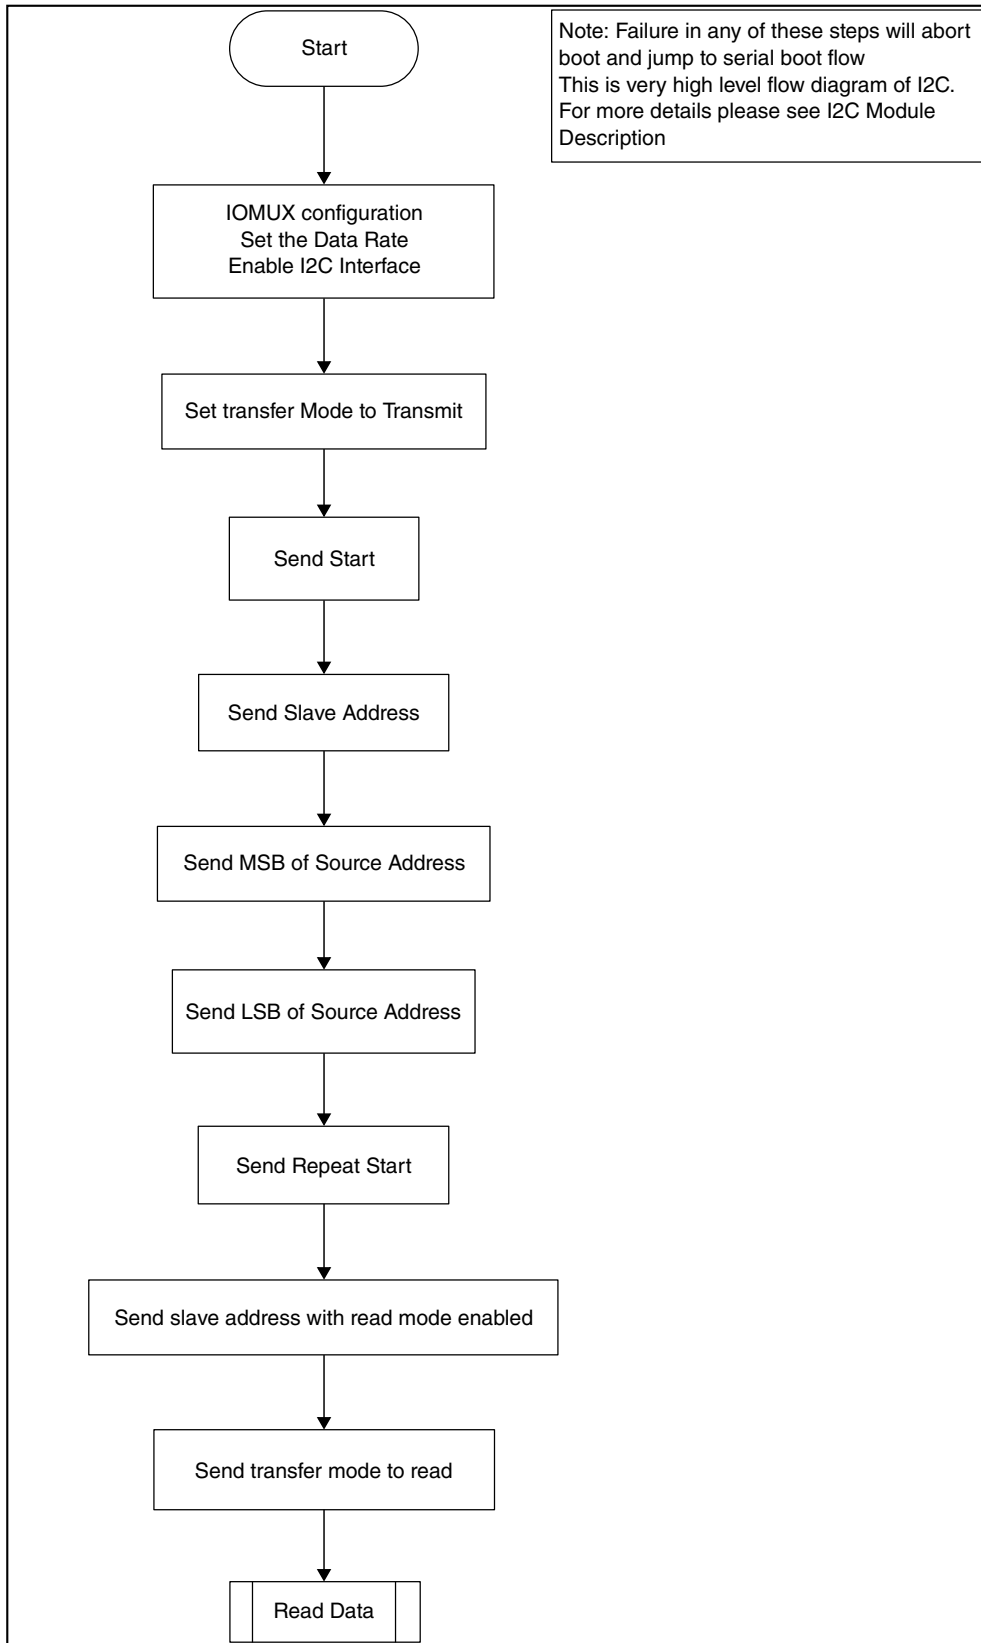 Start
Note: Failure in any of these steps will abort
boot and jump to serial boot flow
This is very high level flow diagram of I2C.
For more details please see I2C Module
Description
IOMUX configuration
Set the Data Rate
Enable I2C Interface
Set transfer Mode to Transmit
Send Start
Send Slave Address
Send MSB of Source Address
Send LSB of Source Address
Send Repeat Start
Send slave address with read mode enabled
Send transfer mode to read
Read Data